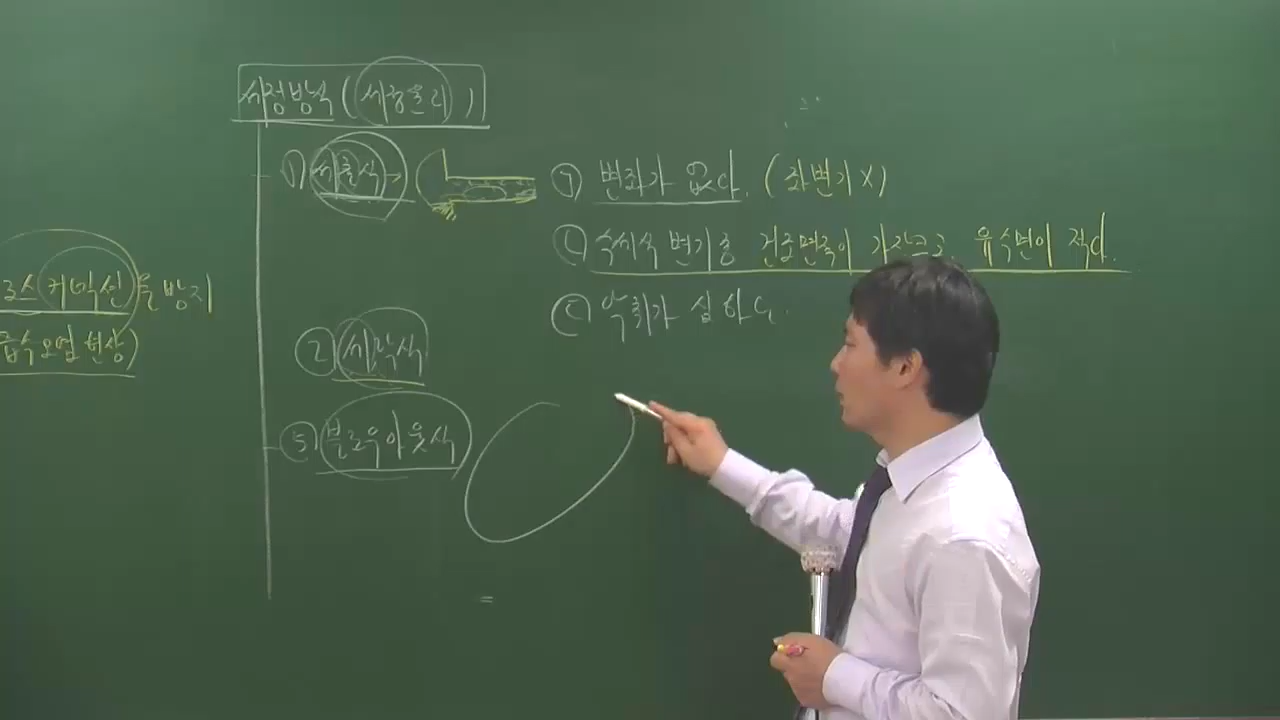 세정방식 (세정원리)
① 세출식 →
㉠ 변좌가 없다. (좌변기X)
㉡ 수세식 변기중 건조면적이 가장크고, 유수면이 적다.
㉢ 악취가 심하다.
로스커넥션을 방지
급수오염현상)
② 세락식
⑤ 블로우아웃식